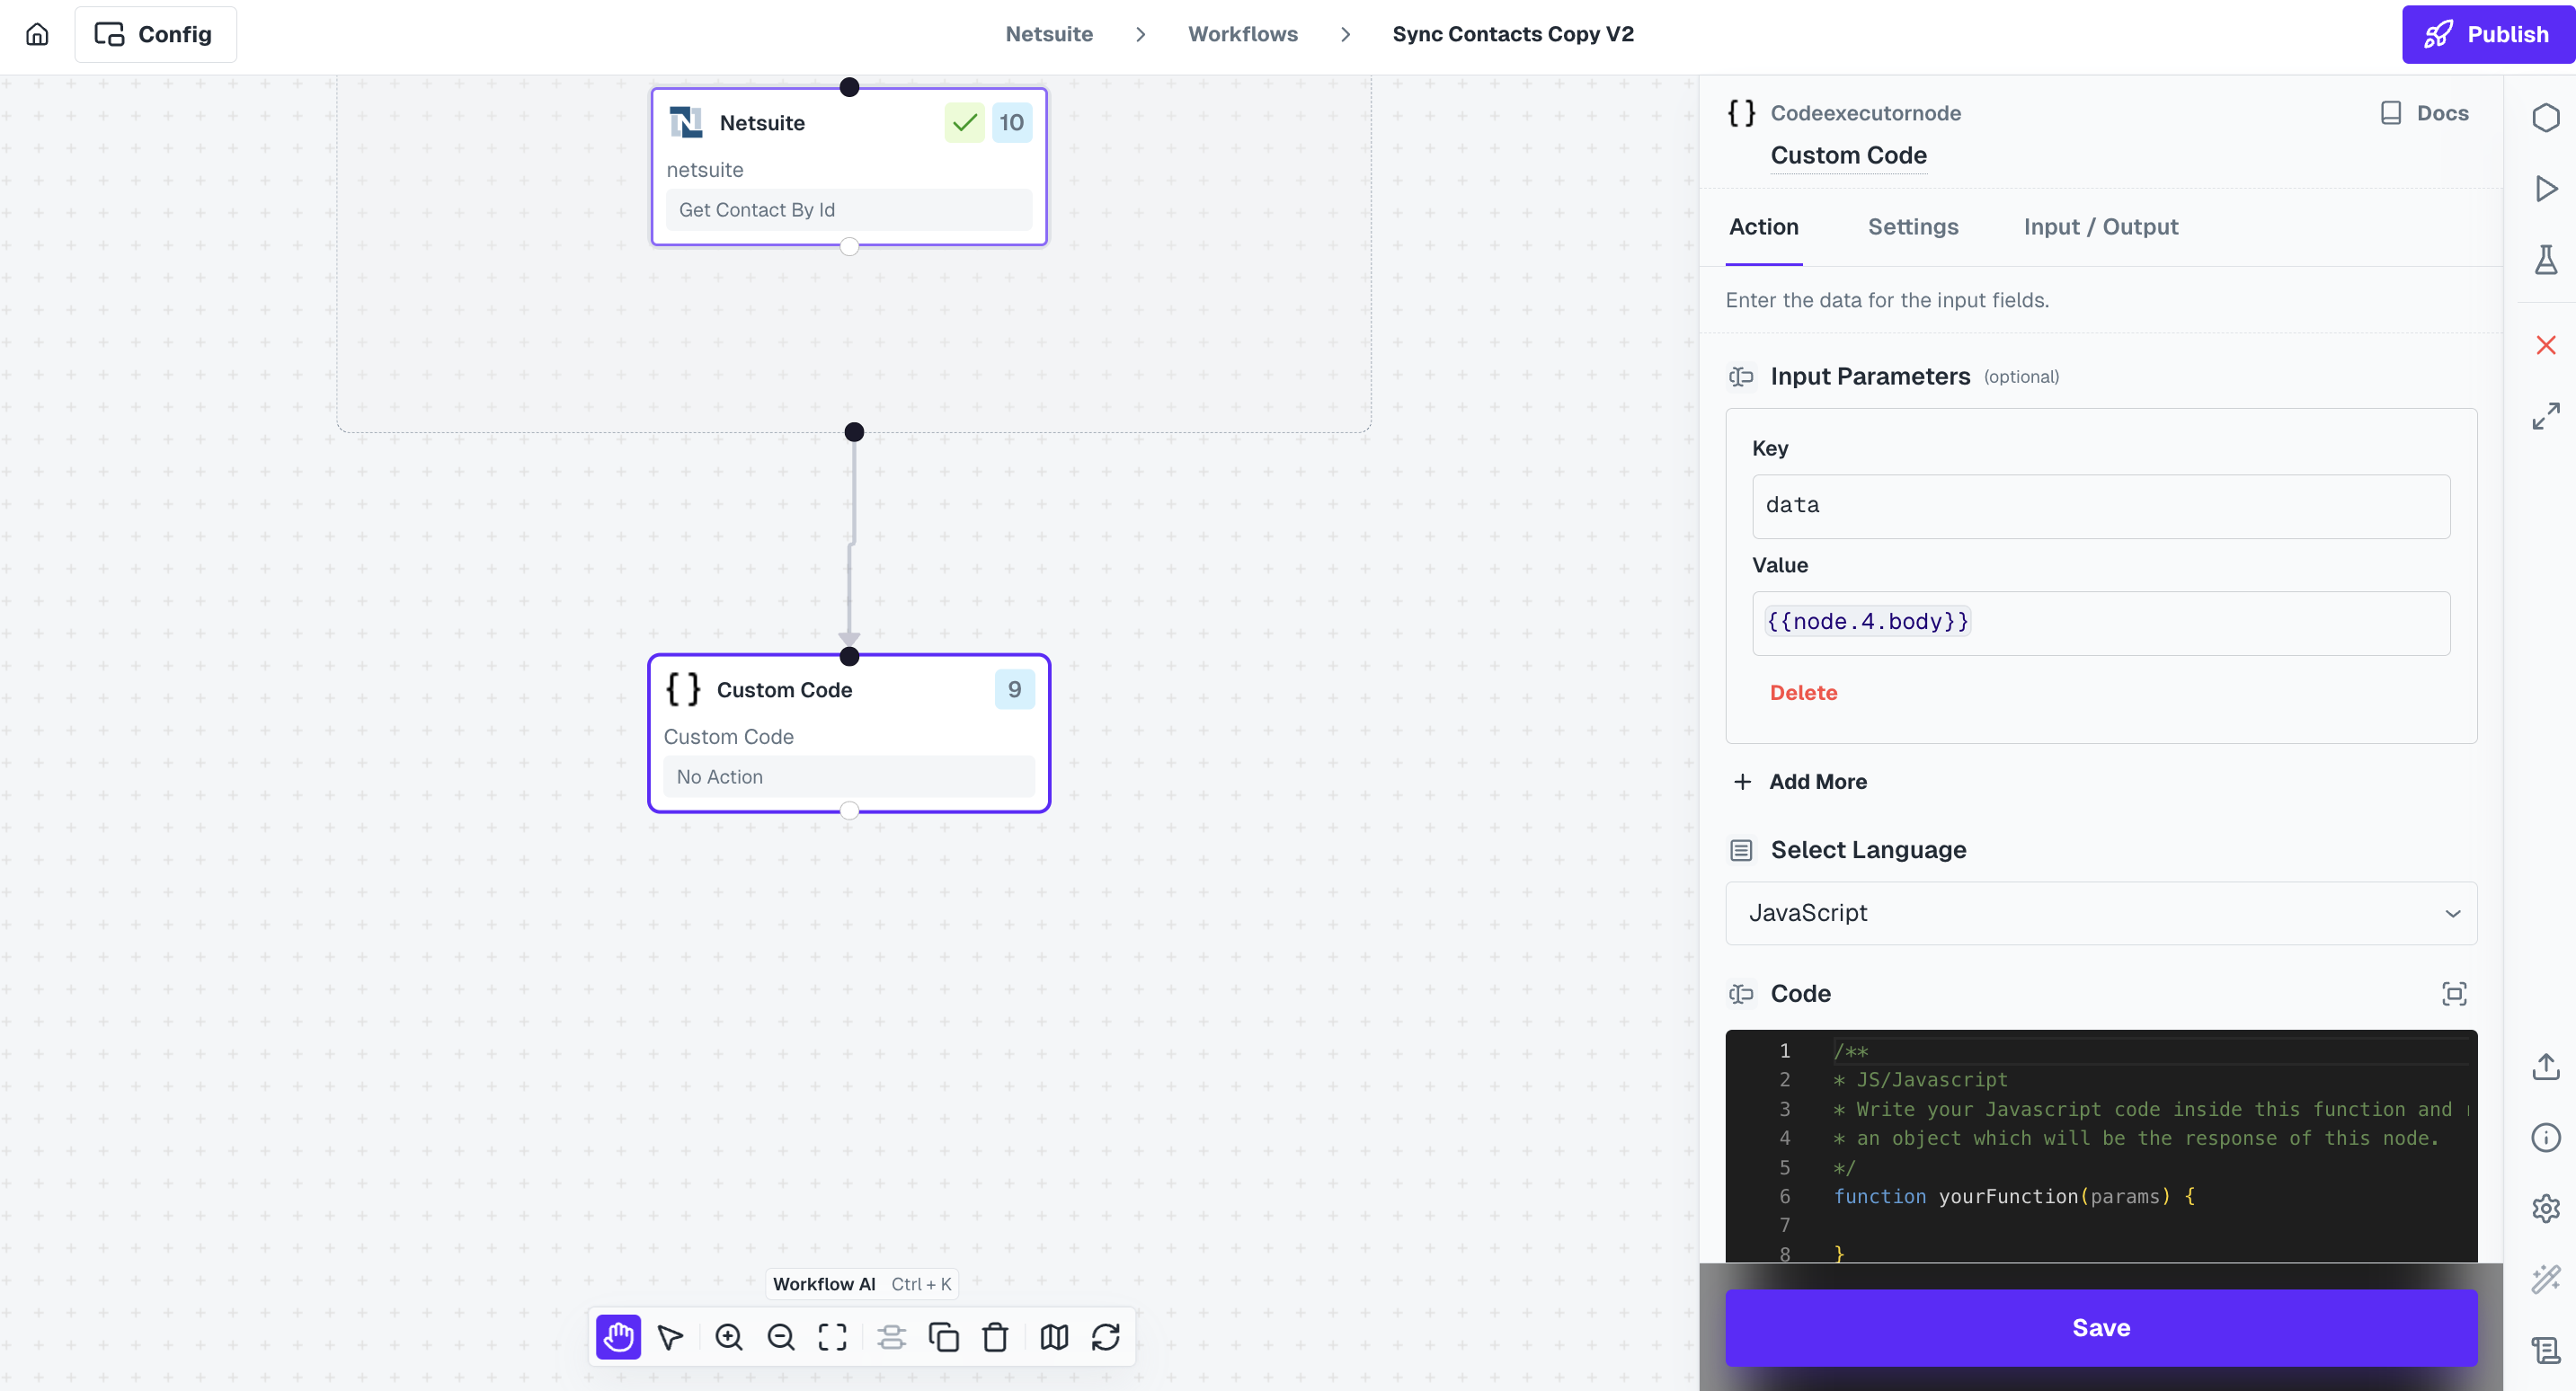 Config
Netsuite > Workflows > Sync Contacts Copy V2
Publish
Netsuite
10
netsuite
Get Contact By Id
Custom Code
9
Custom Code
No Action
Workflow AI Ctrl + K
Codeexecutornode
Docs
Custom Code
Action Settings Input / Output
Enter the data for the input fields.
Input Parameters (optional)
Key
data
Value
{{node.4.body}}
Delete
+ Add More
Select Language
JavaScript
Code
1 /**
2 * JS/Javascript
3 * Write your Javascript code inside this function and
4 * an object which will be the response of this node.
5 */
6 function yourFunction(params) {
7
8 }
Save